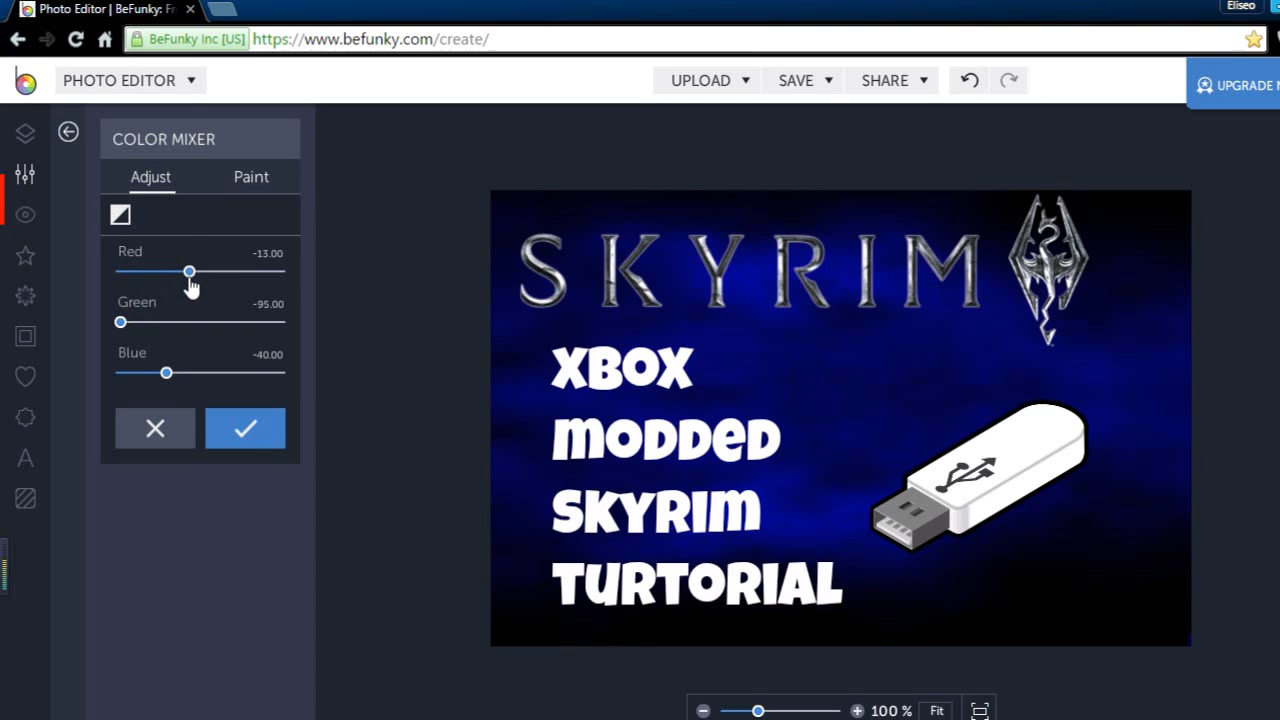 Photo Editor | BeFunky: Fr
Eliseo
BeFunky Inc [US] https://www.befunky.com/create/
PHOTO EDITOR UPLOAD SAVE SHARE UPGRADE
COLOR MIXER
Adjust Paint
Red -13.00
Green -95.00
Blue -40.00
SKYRIM
XBOX
MODDED
SKYRIM
TURTORIAL
100 % Fit